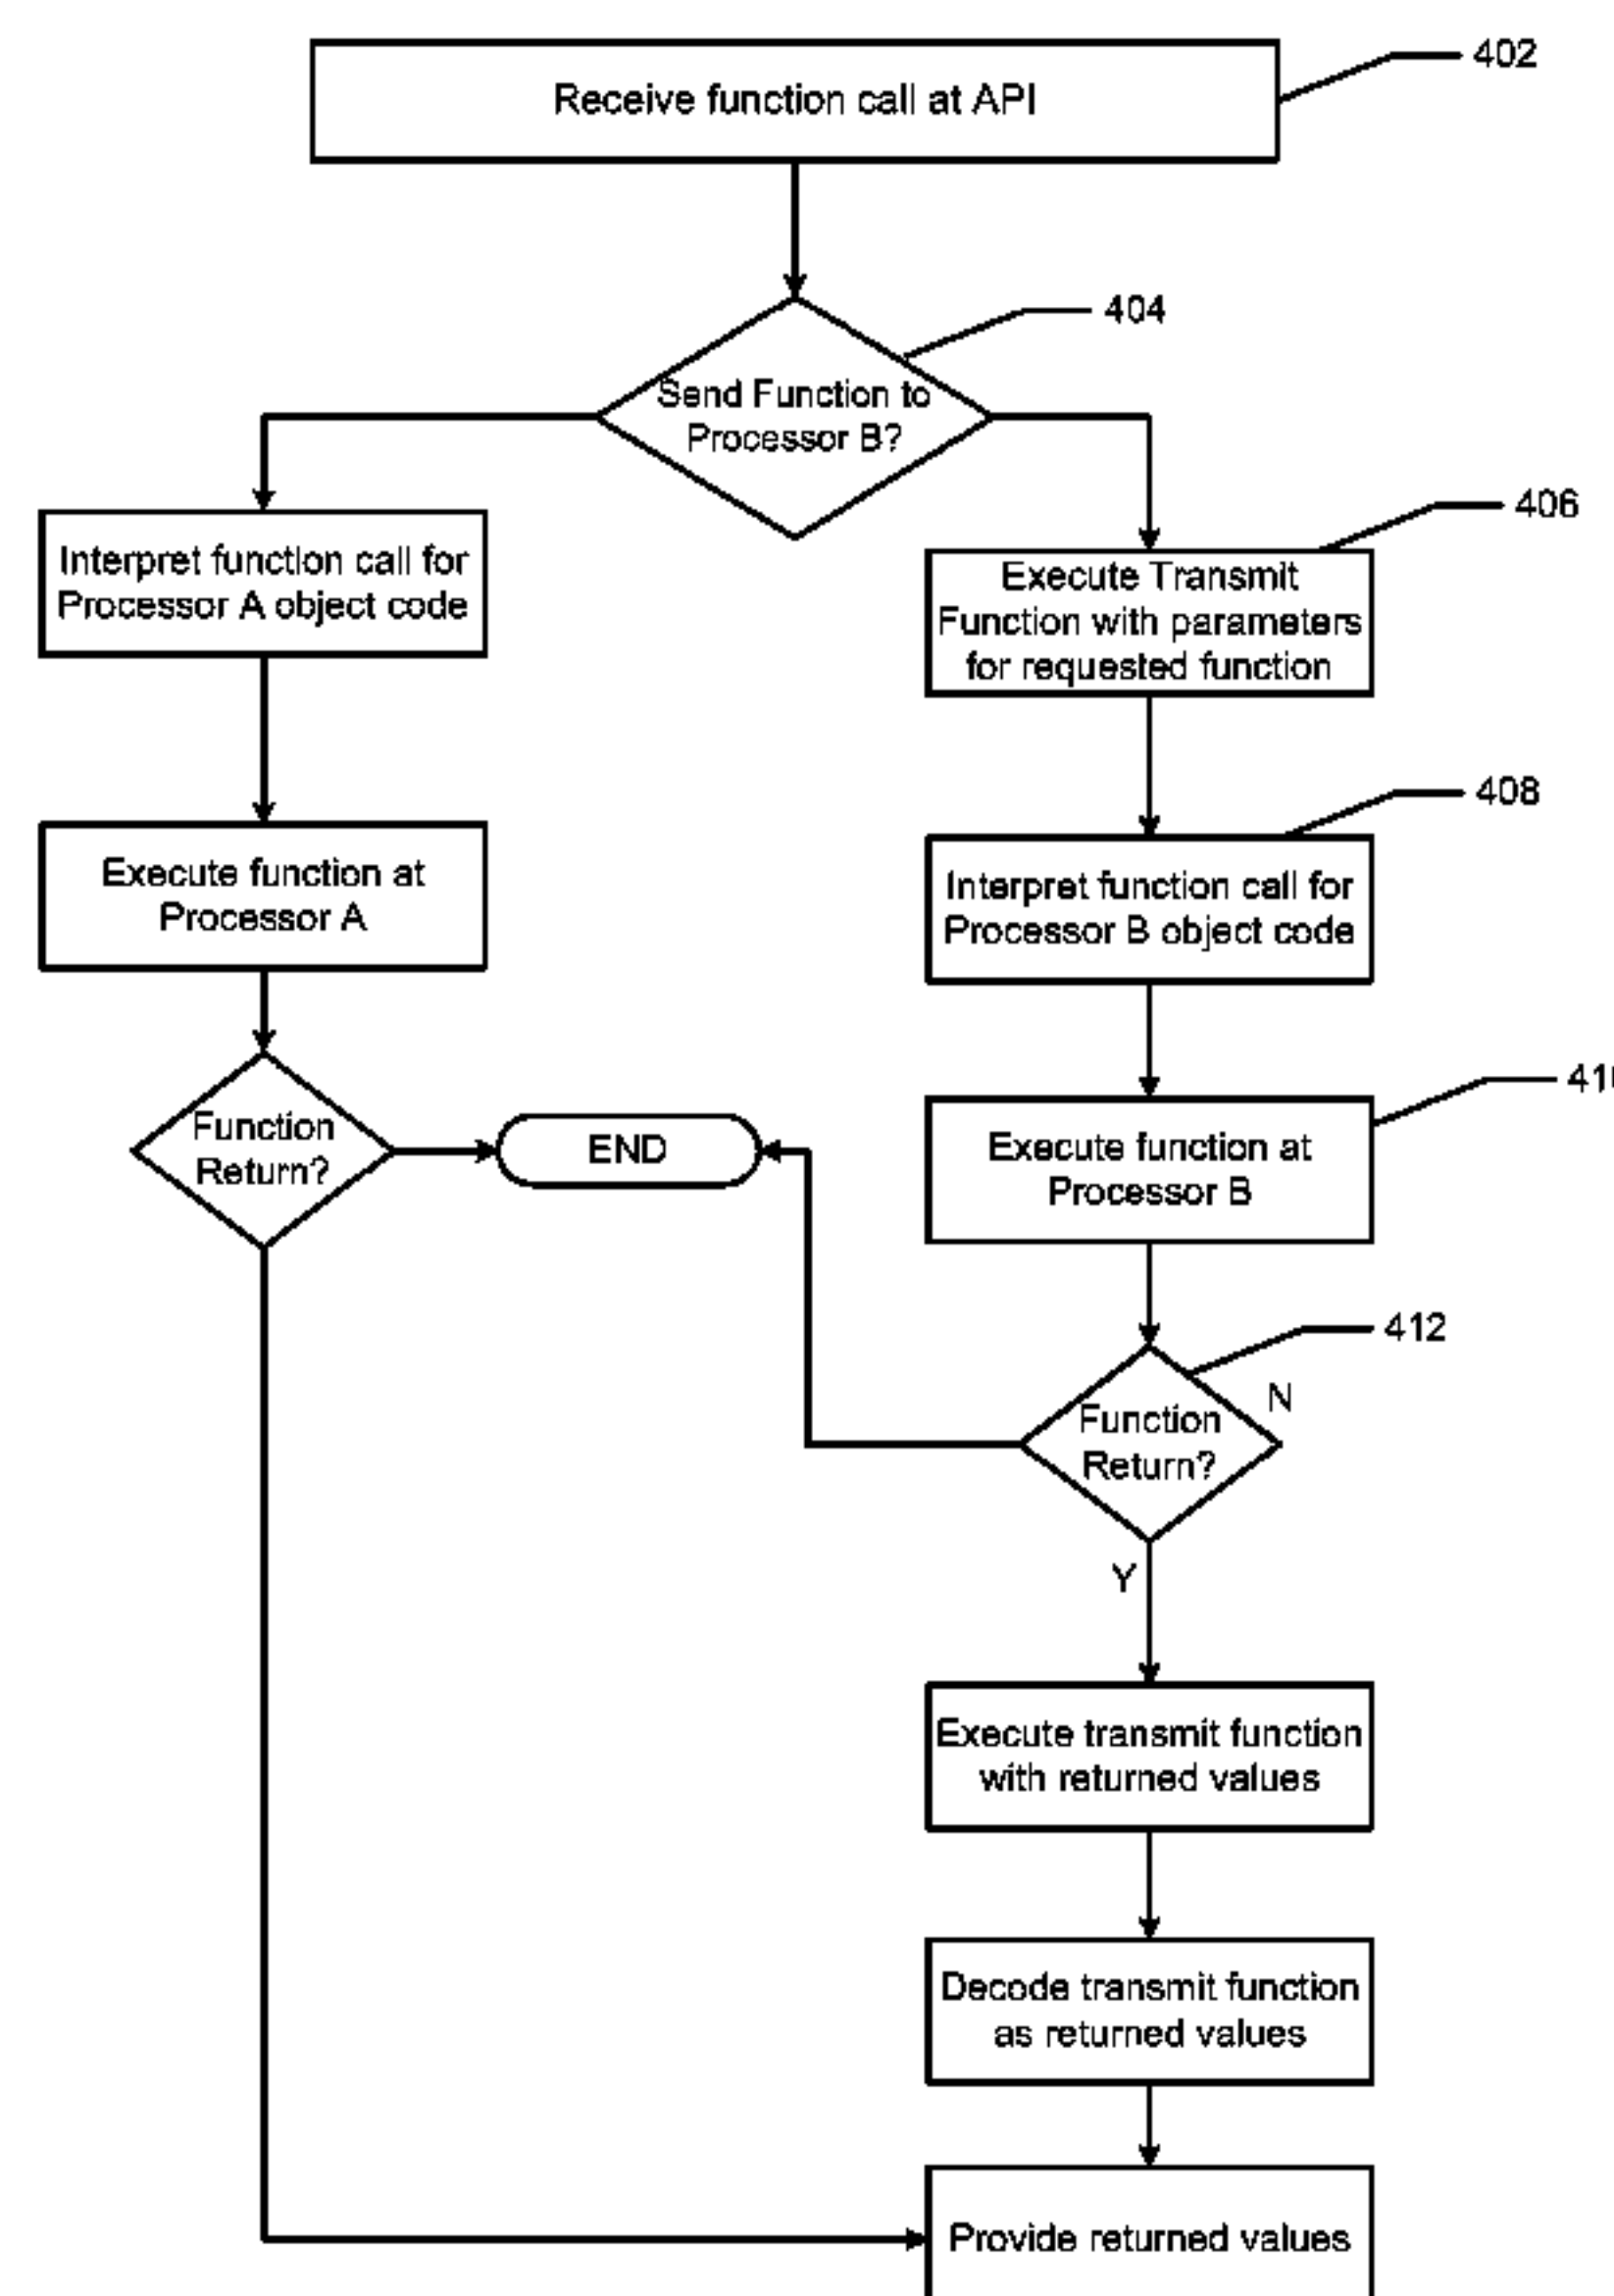 Receive function call at API
402
404
Send Function to
Processor B?
406
Interpret function call for
Processor A object code
Execute Transmit
Function with parameters
for requested function
408
Execute function at
Processor A
Interpret function call for
Processor B object code
Function
Return?
END
Execute function at
Processor B
412
N
Function
Return?
Y
Execute transmit function
with returned values
Decode transmit function
as returned values
Provide returned values